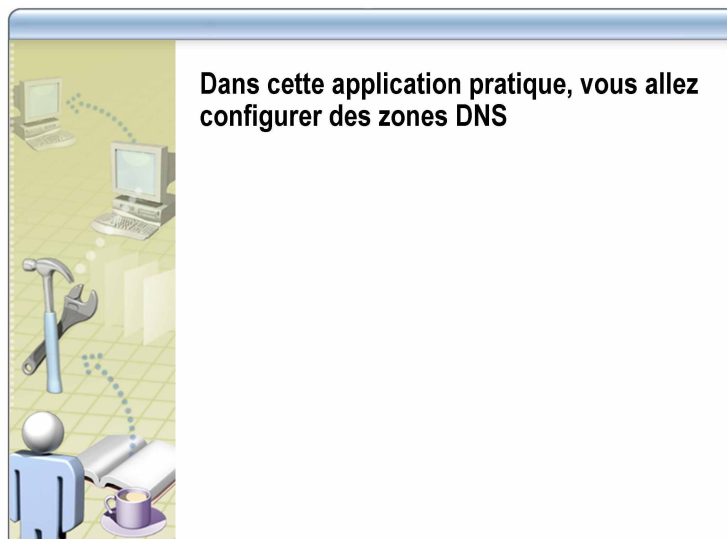 Dans cette application pratique, vous allez
configurer des zones DNS